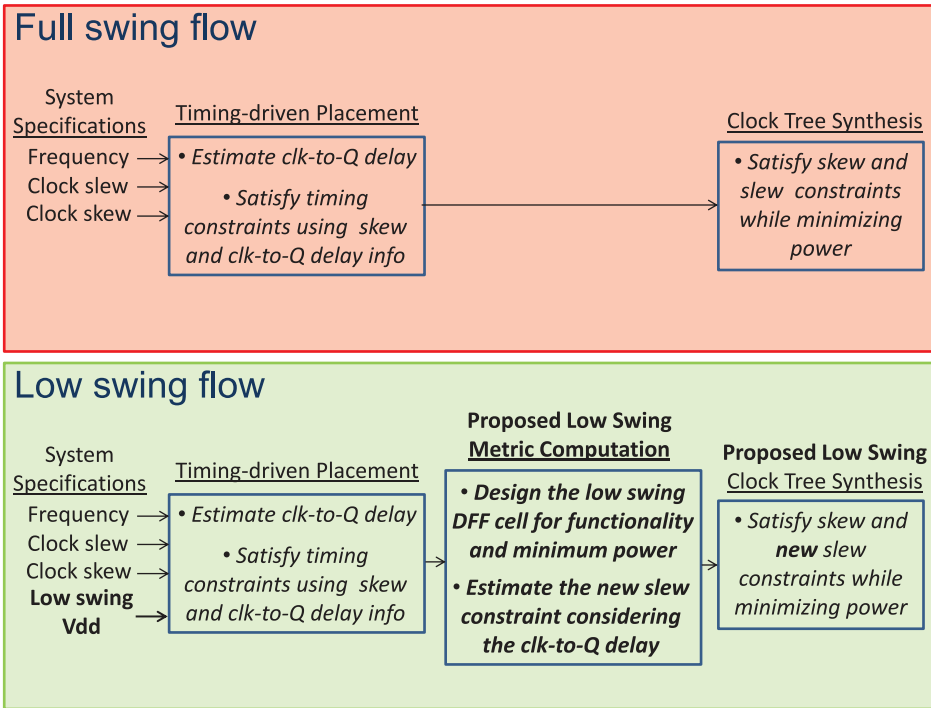 Full swing flow
System
Specifications
Frequency
Clock slew
Clock skew
Timing-driven Placement
• Estimate clk-to-Q delay
• Satisfy timing
constraints using skew
and clk-to-Q delay info
Clock Tree Synthesis
• Satisfy skew and
slew constraints
while minimizing
power
Low swing flow
System
Specifications
Frequency
Clock slew
Clock skew
Low swing
Vdd
Timing-driven Placement
• Estimate clk-to-Q delay
• Satisfy timing
constraints using skew
and clk-to-Q delay info
Proposed Low Swing
Metric Computation
• Design the low swing
DFF cell for functionality
and minimum power
• Estimate the new slew
constraint considering
the clk-to-Q delay
Proposed Low Swing
Clock Tree Synthesis
• Satisfy skew and
new slew
constraints while
minimizing power